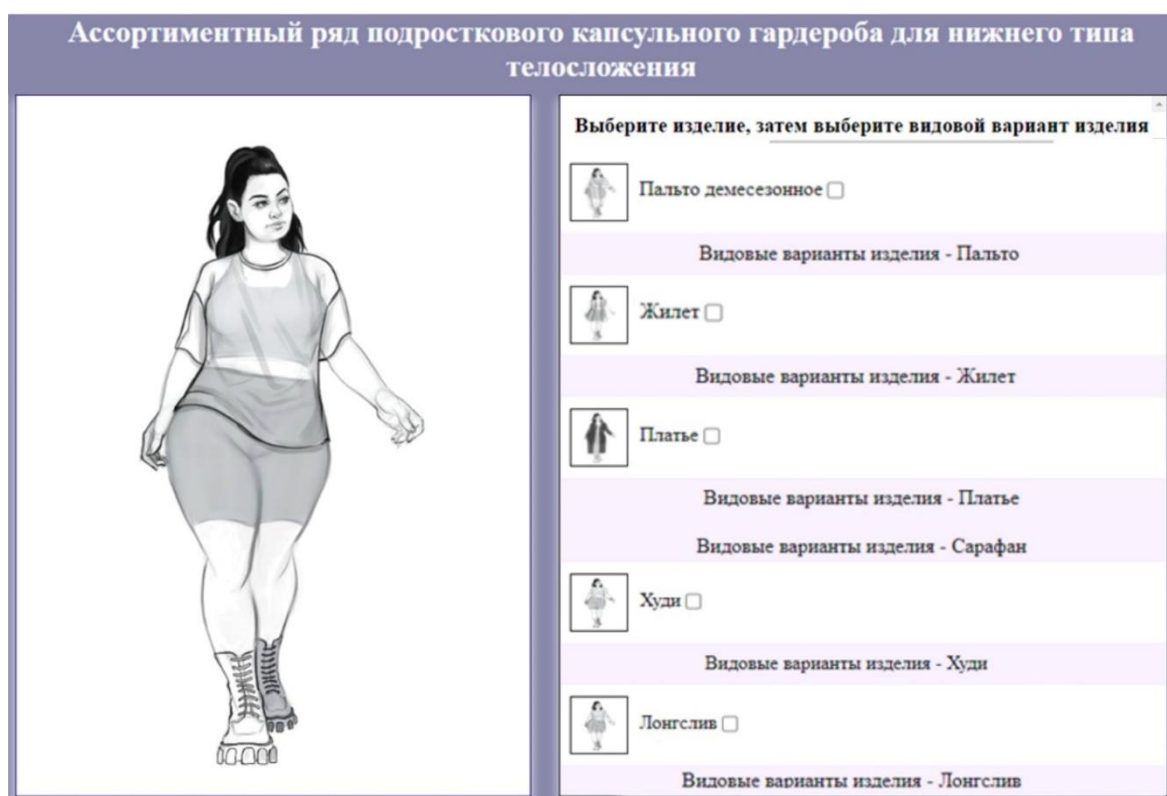 Ассортиментный ряд подросткового капсульного гардероба для нижнего типа
телосложения
Выберите изделие, затем выберите видовой вариант изделия
Пальто демесезонное
Видовые варианты изделия - Пальто
Жилет
Видовые варианты изделия - Жилет
Платье
Видовые варианты изделия - Платье
Видовые варианты изделия - Сарафан
Худи
Видовые варианты изделия - Худи
Лонгслив
Видовые варианты изделия - Лонгслив